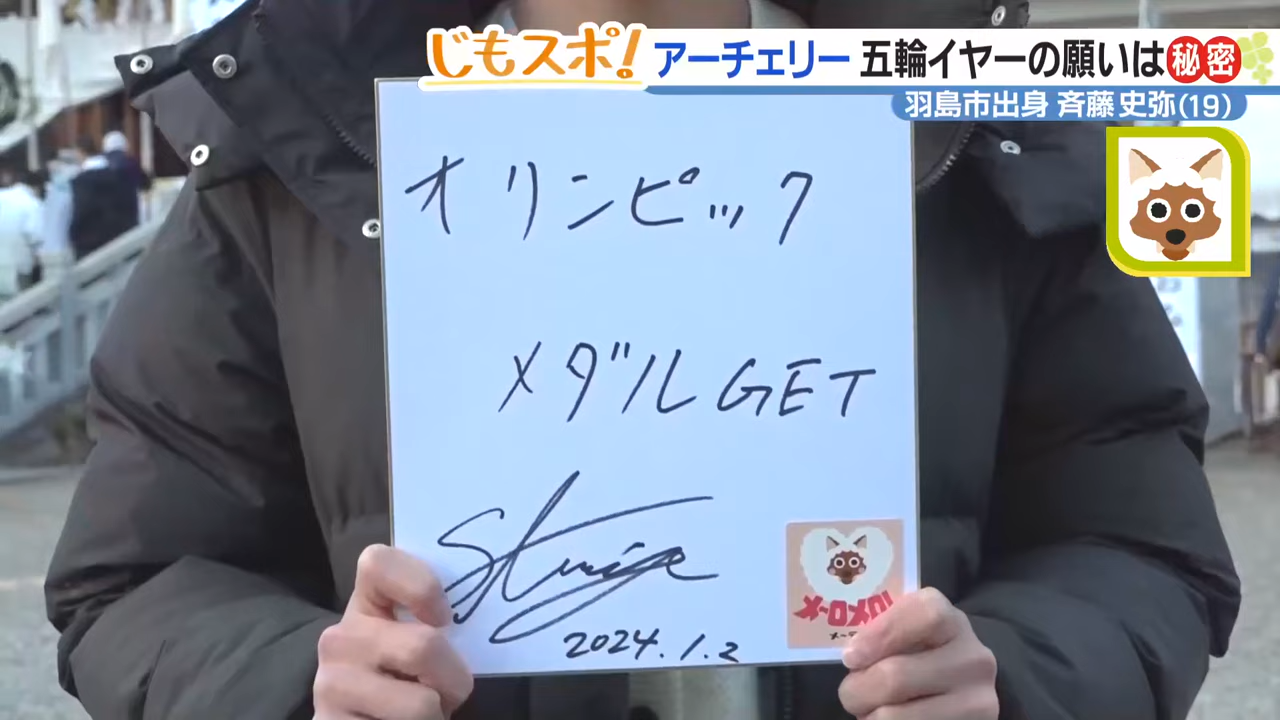 じもスポ! アーチェリー 五輪イヤーの願いは㊙密
羽島市出身 斉藤史弥(19)
オリンピック
メダルGET
2024.1.2
メ〜ロメロ!